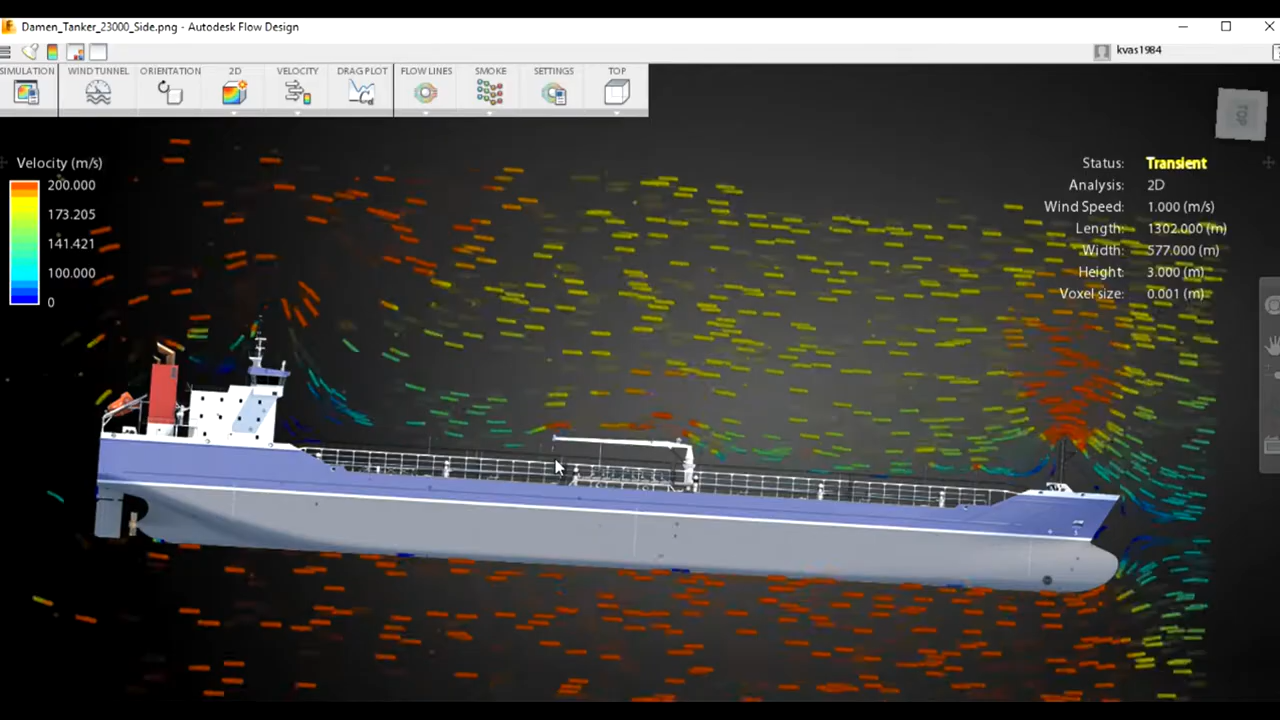 Damen_Tanker_23000_Side.png - Autodesk Flow Design
kvas1984
SIMULATION WIND TUNNEL ORIENTATION 2D VELOCITY DRAG PLOT FLOW LINES SMOKE SETTINGS TOP
TOP
Velocity (m/s)
200.000
173.205
141.421
100.000
0
Status: Transient
Analysis: 2D
Wind Speed: 1.000 (m/s)
Length: 1302.000 (m)
Width: 577.000 (m)
Height: 3.000 (m)
Voxel size: 0.001 (m)